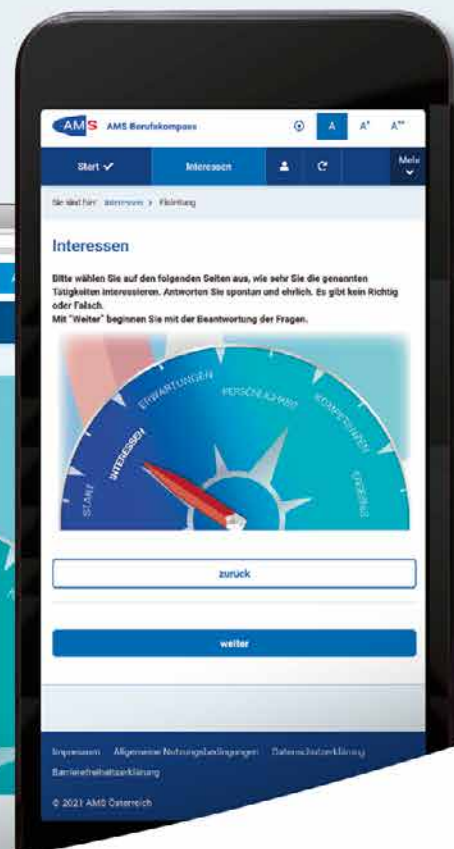 AMS AMS Berufskompass A A+ A++
Start ✓ Interessen Mehr
Sie sind hier: Interessen > Einleitung
Interessen
Bitte wählen Sie auf den folgenden Seiten aus, wie sehr Sie die genannten
Tätigkeiten interessieren. Antworten Sie spontan und ehrlich. Es gibt kein Richtig
oder Falsch.
Mit "Weiter" beginnen Sie mit der Beantwortung der Fragen.
START
INTERESSEN
ERWARTUNGEN
PERSÖNLICHKEIT
KOMPETENZEN
ERGEBNIS
zurück
weiter
Impressum Allgemeine Nutzungsbedingungen Datenschutzerklärung
Barrierefreiheitserklärung
© 2021 AMS Österreich